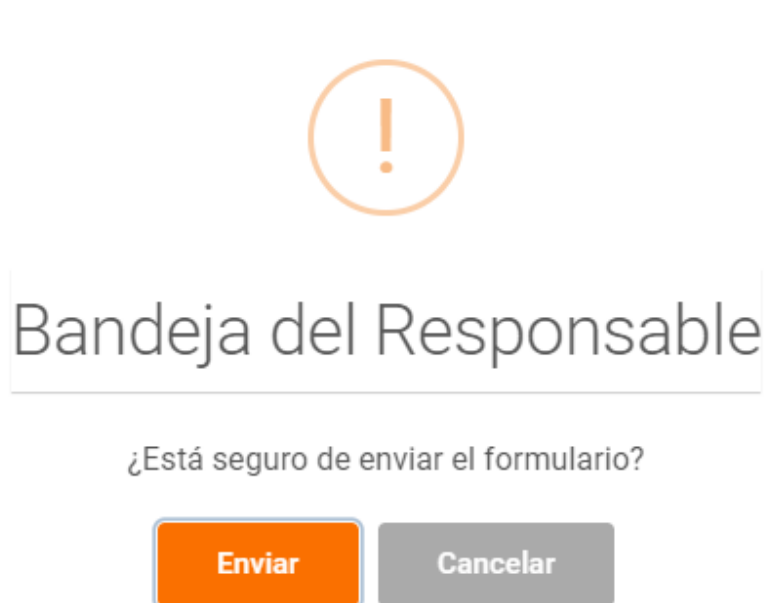 !
Bandeja del Responsable
¿Está seguro de enviar el formulario?
Enviar Cancelar